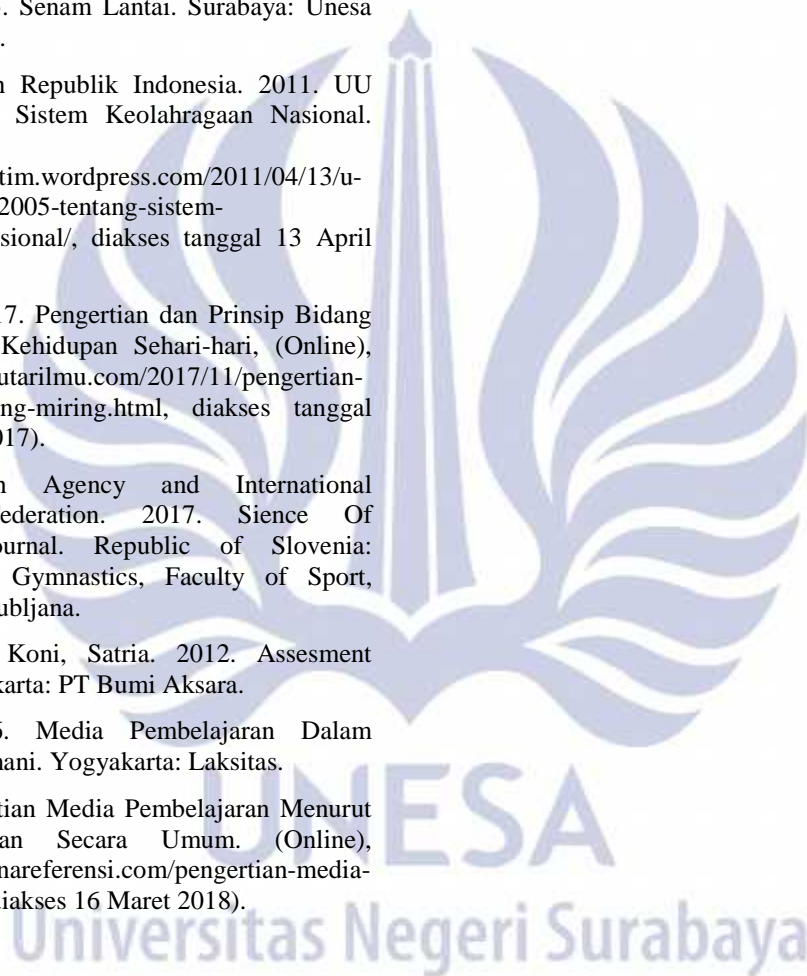 . Senam Lantai. Surabaya: Unesa
.
Republik Indonesia. 2011. UU
Sistem Keolahragaan Nasional.
tim.wordpress.com/2011/04/13/u-
2005-tentang-sistem-
sional/, diakses tanggal 13 April
17. Pengertian dan Prinsip Bidang
Kehidupan Sehari-hari, (Online),
utarilmu.com/2017/11/pengertian-
ng-miring.html, diakses tanggal
017).
n Agency and International
ederation. 2017. Sience Of
ournal. Republic of Slovenia:
Gymnastics, Faculty of Sport,
ubljana.
Koni, Satria. 2012. Assesment
karta: PT Bumi Aksara.
6. Media Pembelajaran Dalam
nani. Yogyakarta: Laksitas.
tian Media Pembelajaran Menurut
an Secara Umum. (Online),
nareferensi.com/pengertian-media-
diakses 16 Maret 2018).
UNESA
Universitas Negeri Surabaya